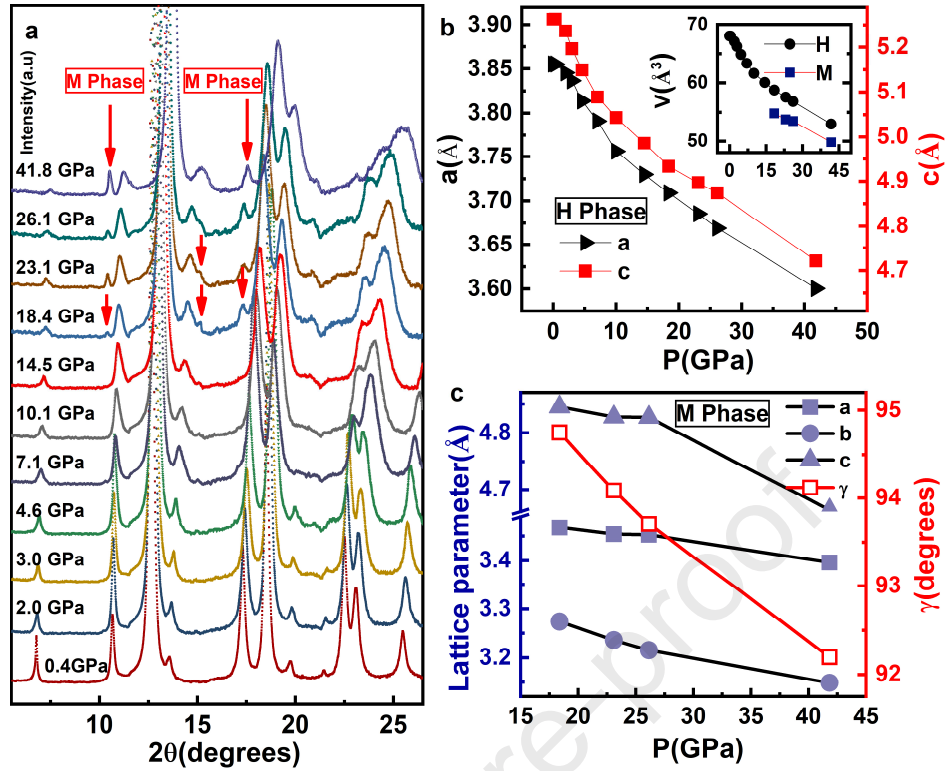 a
Intensity(a.u)
M Phase
M Phase
41.8 GPa
26.1 GPa
23.1 GPa
18.4 GPa
14.5 GPa
10.1 GPa
7.1 GPa
4.6 GPa
3.0 GPa
2.0 GPa
0.4GPa
10 15 20 25
2θ(degrees)
b
3.90
3.85
3.80
3.75
3.70
3.65
3.60
a(Å)
5.2
5.1
5.0
4.9
4.8
4.7
c(Å)
70
60
50
V(Å³)
H
M
0 10 20 30 40 50
H Phase
a
c
0 10 20 30 40 50
P(GPa)
c
M Phase
a
b
c
γ
4.8
4.7
3.4
3.3
3.2
Lattice parameter(Å)
95
94
93
92
γ(degrees)
15 20 25 30 35 40 45
P(GPa)
re-proof